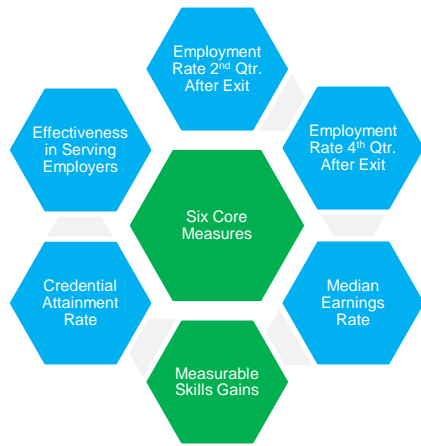 Employment
Rate 2nd Qtr.
After Exit
Employment
Rate 4th Qtr.
After Exit
Effectiveness
in Serving
Employers
Six Core
Measures
Credential
Attainment
Rate
Median
Earnings
Rate
Measurable
Skills Gains